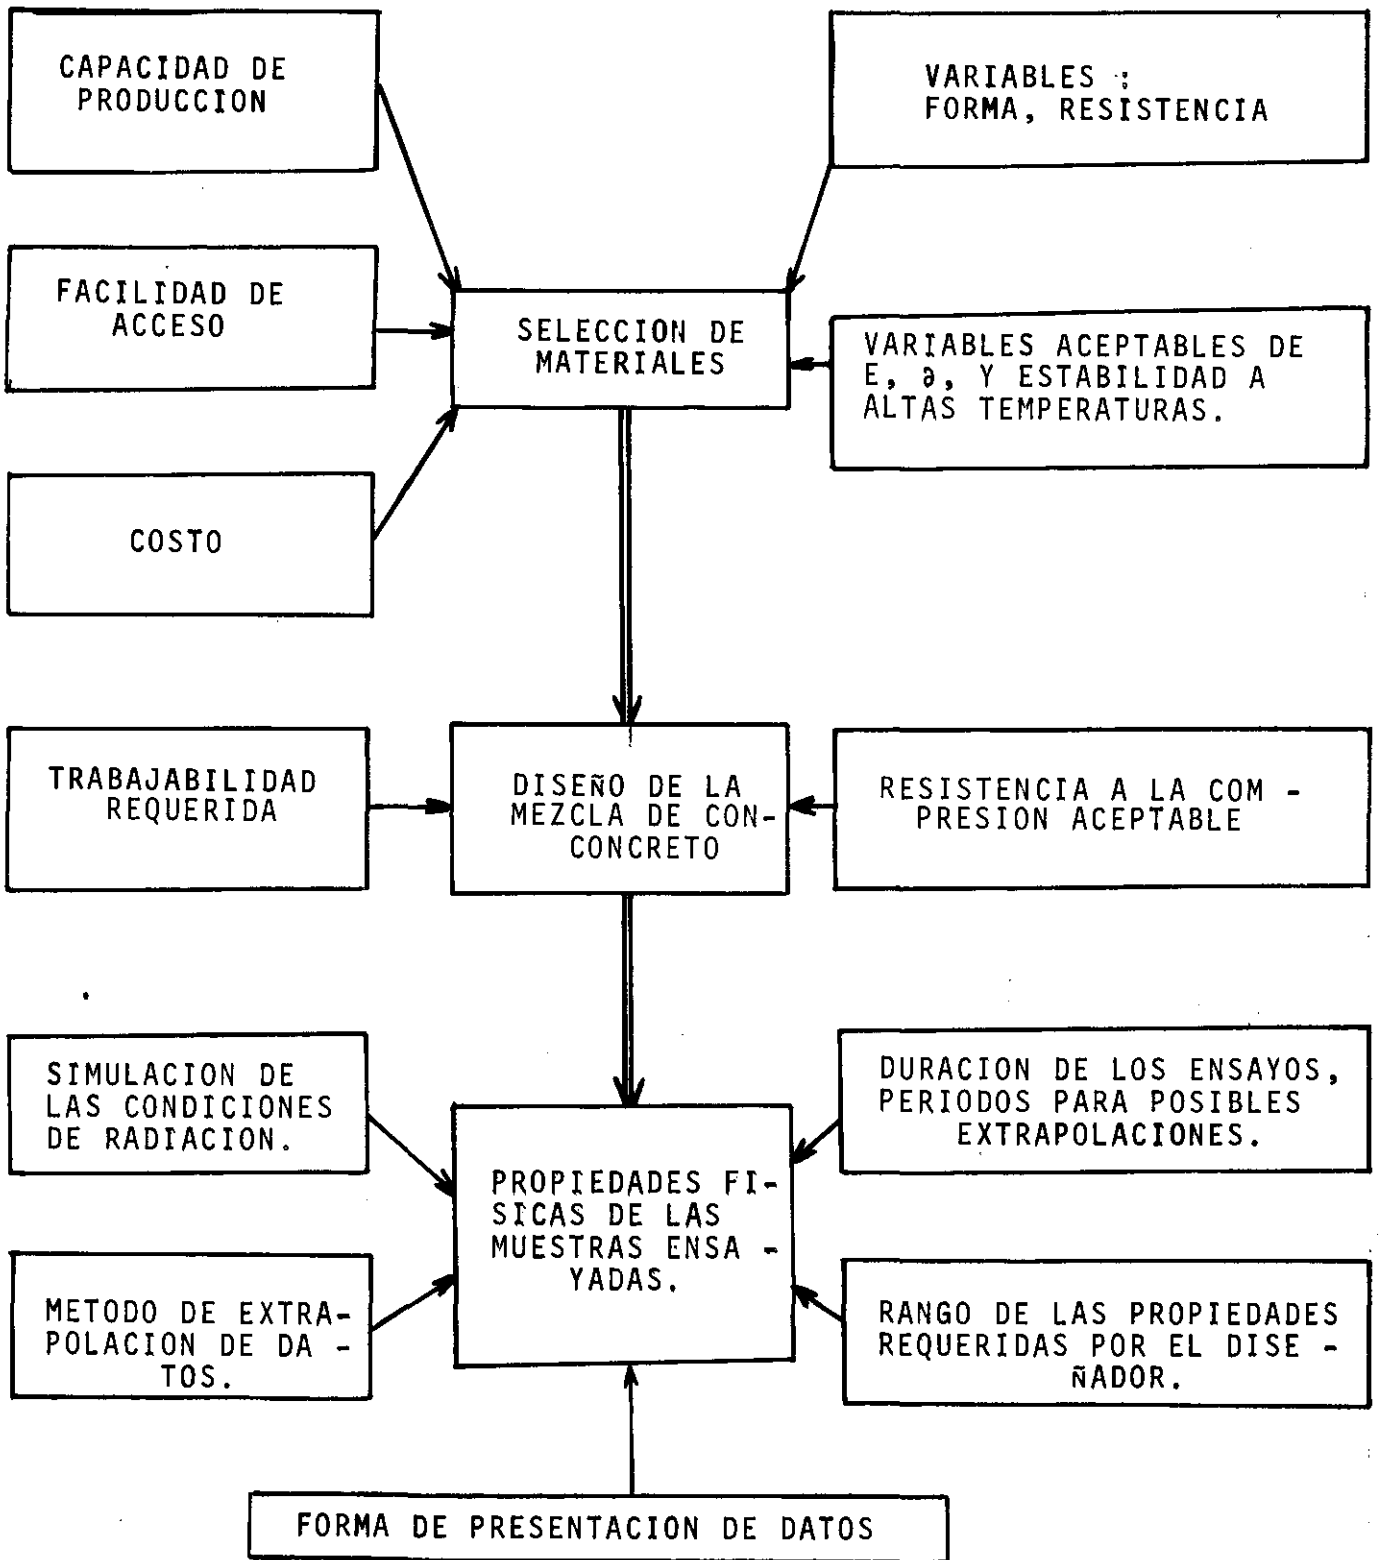 CAPACIDAD DE
PRODUCCION
VARIABLES :
FORMA, RESISTENCIA
FACILIDAD DE
ACCESO
SELECCION DE
MATERIALES
VARIABLES ACEPTABLES DE
E, ∂, Y ESTABILIDAD A
ALTAS TEMPERATURAS.
COSTO
TRABAJABILIDAD
REQUERIDA
DISEÑO DE LA
MEZCLA DE CON-
CONCRETO
RESISTENCIA A LA COM -
PRESION ACEPTABLE
SIMULACION DE
LAS CONDICIONES
DE RADIACION.
DURACION DE LOS ENSAYOS,
PERIODOS PARA POSIBLES
EXTRAPOLACIONES.
PROPIEDADES FI-
SICAS DE LAS
MUESTRAS ENSA -
YADAS.
METODO DE EXTRA-
POLACION DE DA -
TOS.
RANGO DE LAS PROPIEDADES
REQUERIDAS POR EL DISE -
ÑADOR.
FORMA DE PRESENTACION DE DATOS